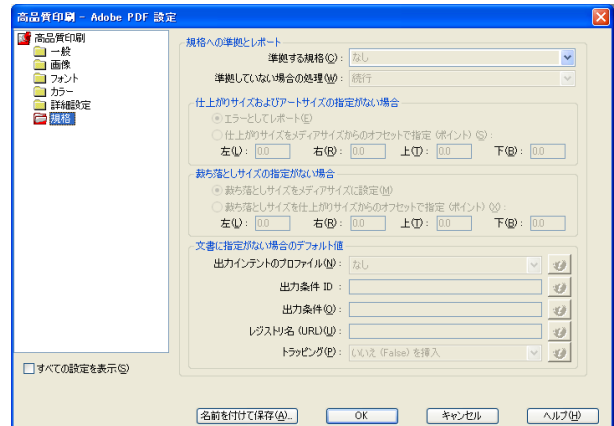 高品質印刷 - Adobe PDF 設定
高品質印刷
一般
画像
フォント
カラー
詳細設定
規格
すべての設定を表示(S)
規格への準拠とレポート
準拠する規格(C): なし
準拠していない場合の処理(W): 続行
仕上がりサイズおよびアートサイズの指定がない場合
エラーとしてレポート(E)
仕上がりサイズをメディアサイズからのオフセットで指定 (ポイント) (S):
左(L): 0.0 右(R): 0.0 上(T): 0.0 下(B): 0.0
裁ち落としサイズの指定がない場合
裁ち落としサイズをメディアサイズに設定(M)
裁ち落としサイズを仕上がりサイズからのオフセットで指定 (ポイント) (X):
左(L): 0.0 右(R): 0.0 上(T): 0.0 下(B): 0.0
文書に指定がない場合のデフォルト値
出力インテントのプロファイル(N): なし
出力条件 ID :
出力条件(O):
レジストリ名 (URL)(U):
トラッピング(P): いいえ (False) を挿入
名前を付けて保存(A)... OK キャンセル ヘルプ(H)